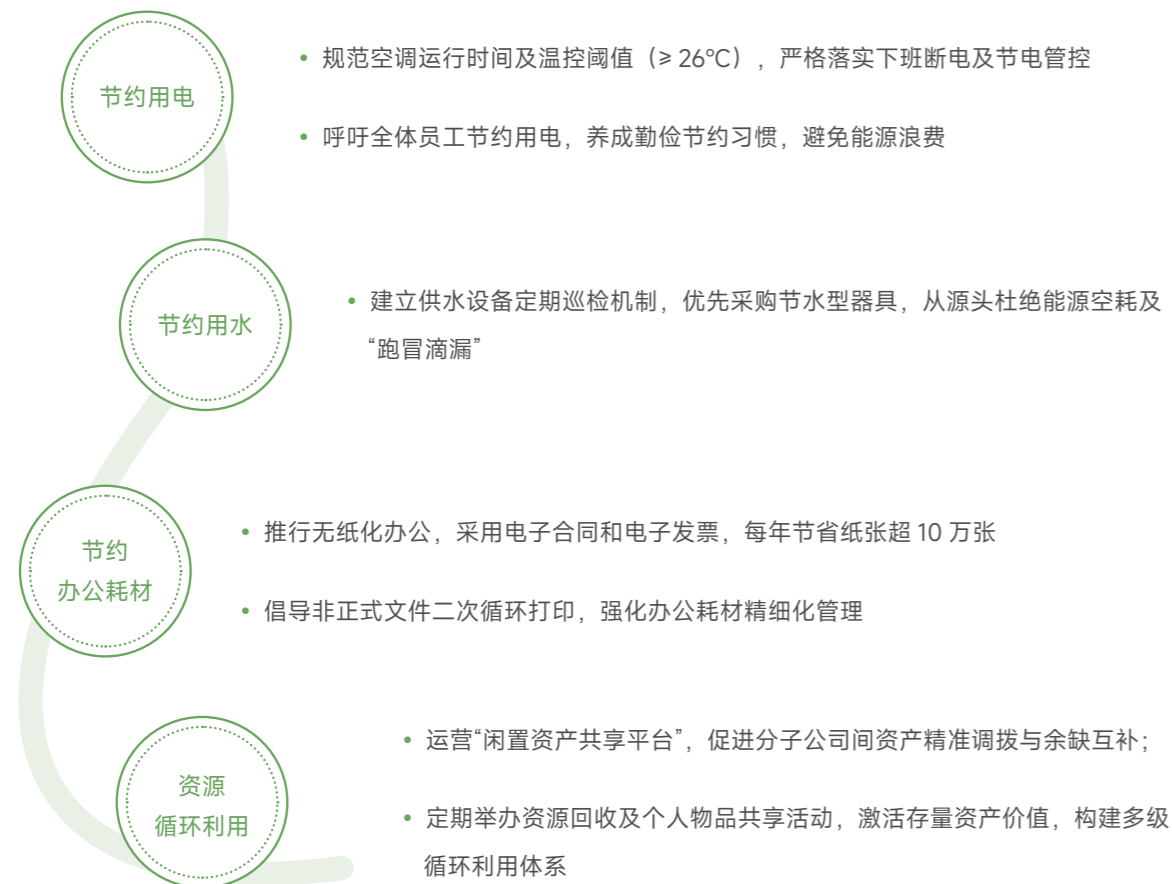 节约用电
• 规范空调运行时间及温控阈值（≥ 26℃），严格落实下班断电及节电管控
• 呼吁全体员工节约用电，养成勤俭节约习惯，避免能源浪费
节约用水
• 建立供水设备定期巡检机制，优先采购节水型器具，从源头杜绝能源空耗及
“跑冒滴漏”
节约
办公耗材
• 推行无纸化办公，采用电子合同和电子发票，每年节省纸张超 10 万张
• 倡导非正式文件二次循环打印，强化办公耗材精细化管理
资源
循环利用
• 运营“闲置资产共享平台”，促进分子公司间资产精准调拨与余缺互补；
• 定期举办资源回收及个人物品共享活动，激活存量资产价值，构建多级
循环利用体系